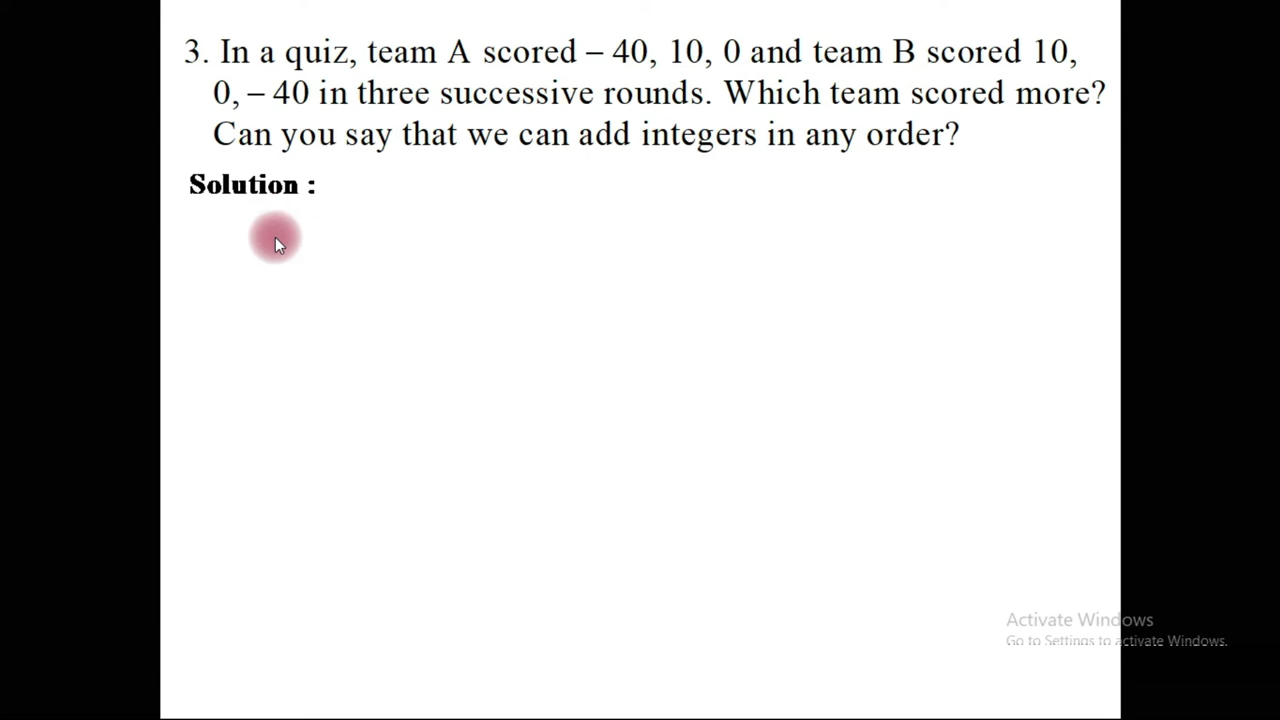 3. In a quiz, team A scored – 40, 10, 0 and team B scored 10,
0, – 40 in three successive rounds. Which team scored more?
Can you say that we can add integers in any order?
Solution :
Activate Windows
Go to Settings to activate Windows.